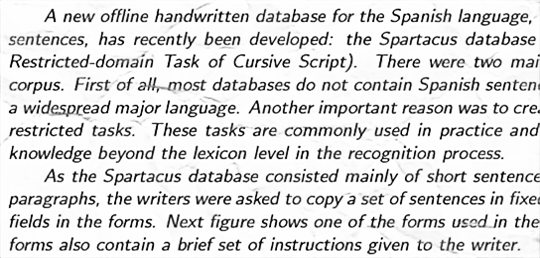 A new offline handwritten database for the Spanish language,
sentences, has recently been developed: the Spartacus database
Restricted-domain Task of Cursive Script). There were two mai
corpus. First of all, most databases do not contain Spanish senten
a widespread major language. Another important reason was to crea
restricted tasks. These tasks are commonly used in practice and
knowledge beyond the lexicon level in the recognition process.
As the Spartacus database consisted mainly of short sentence
paragraphs, the writers were asked to copy a set of sentences in fixed
fields in the forms. Next figure shows one of the forms used in the
forms also contain a brief set of instructions given to the writer.